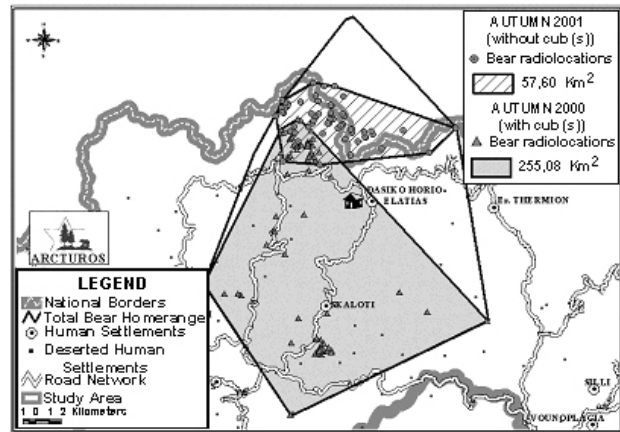 AUTUMN 2001
(without cub (s))
Bear radiolocations
57,60 Km²
AUTUMN 2000
(with cub (s))
Bear radiolocations
255,08 Km²
DASIKO HORIO-
ELATIAS
Es. THERMION
ARCTUROS
SKALOTI
SILLI
VOUNOPLAGIA
LEGEND
National Borders
Total Bear Homerange
Human Settlements
Deserted Human
Settlements
Road Network
Study Area
1 0 1 2 Kilometers